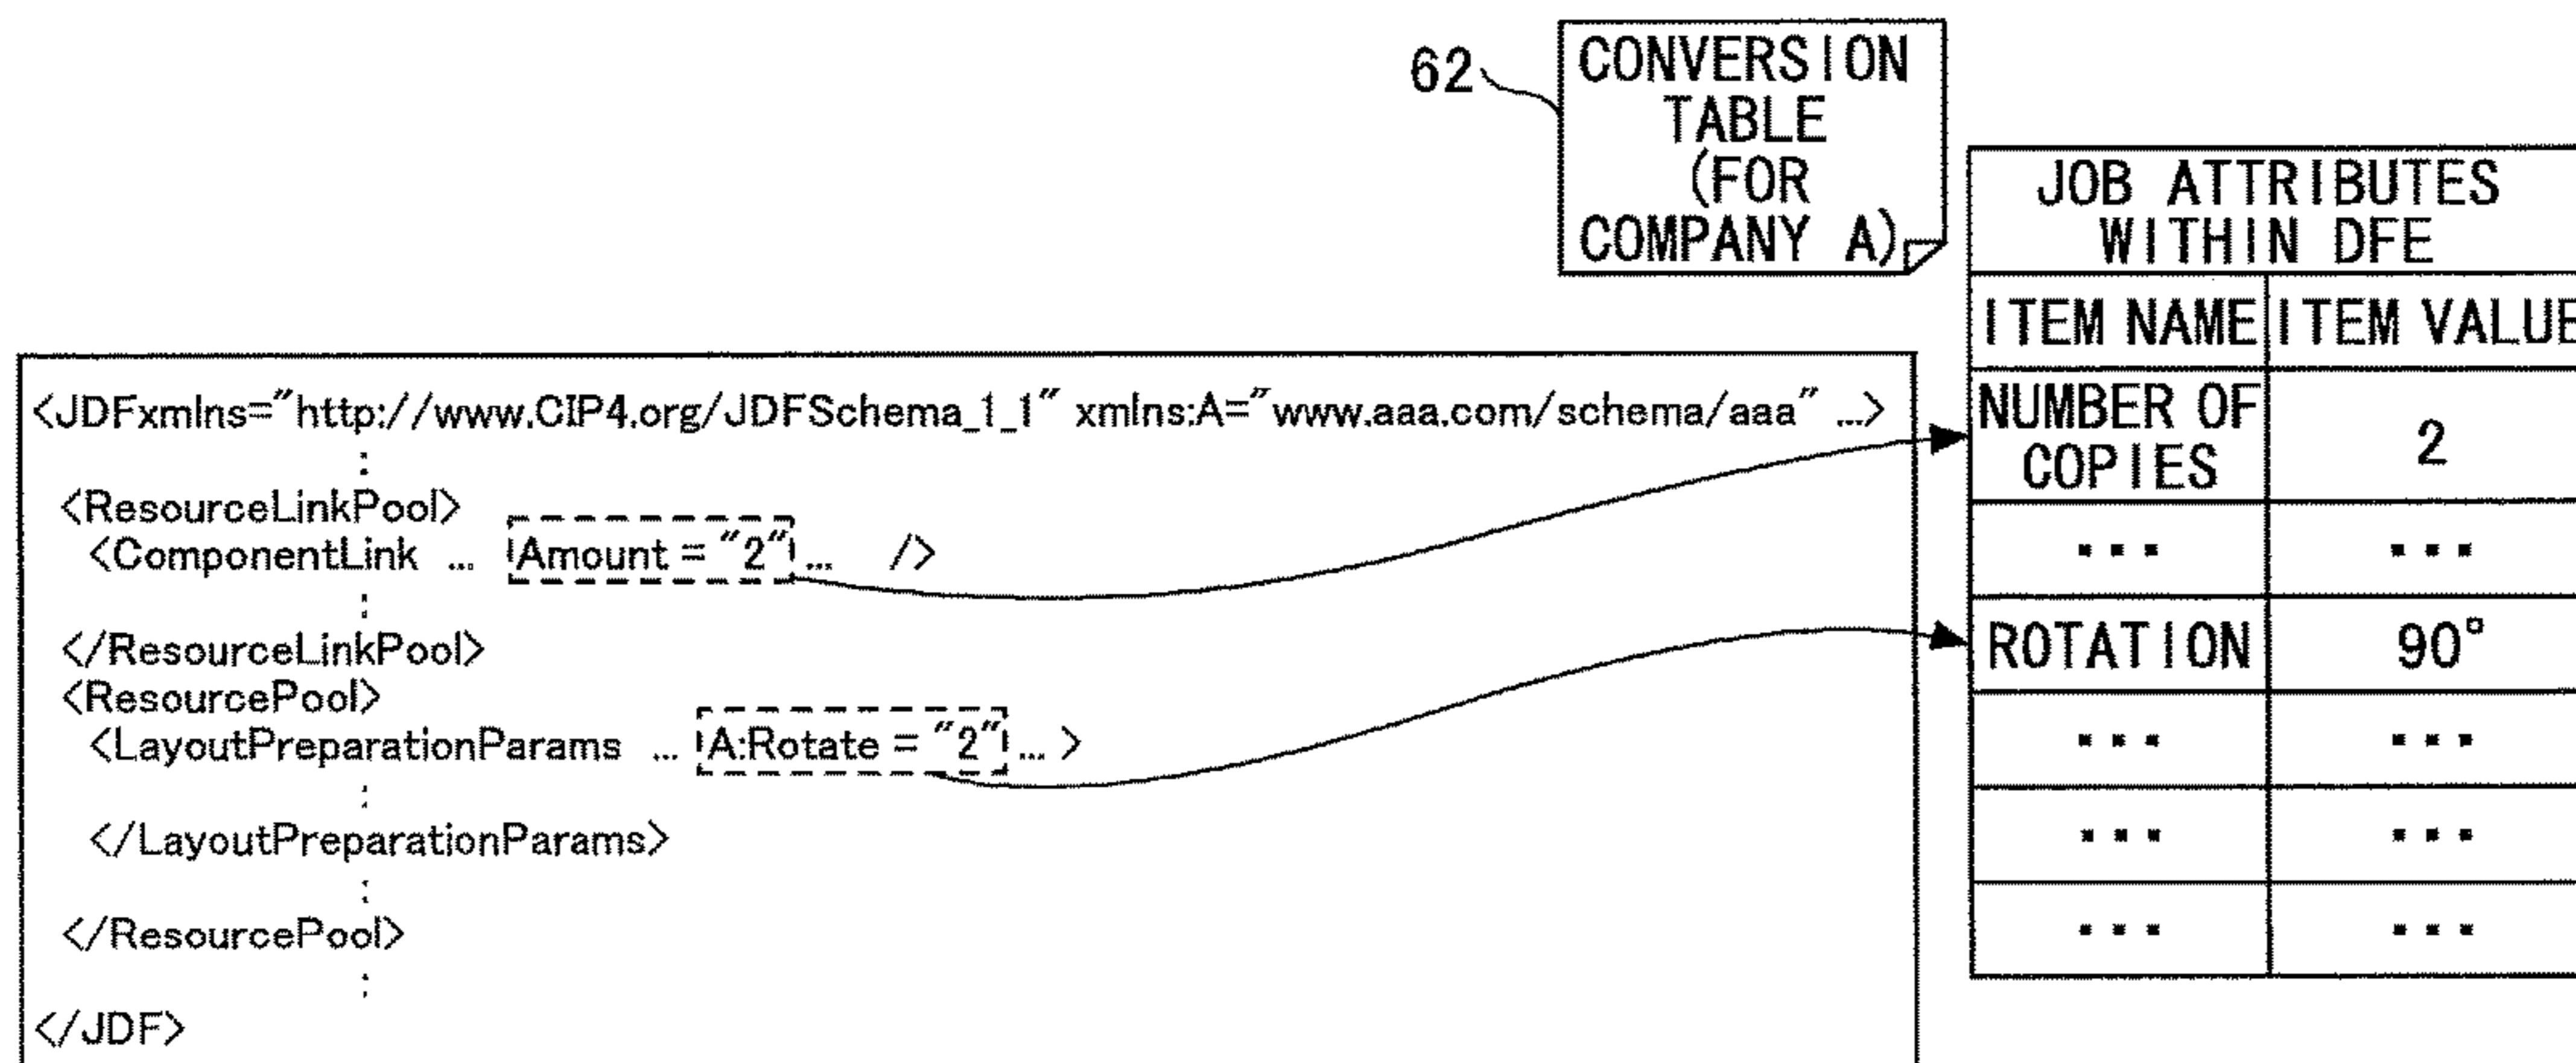 62
CONVERSION
TABLE
(FOR
COMPANY A)
<JDFxmlns="http://www.CIP4.org/JDFSchema_1_1" xmlns:A="www.aaa.com/schema/aaa" ...>
:
<ResourceLinkPool>
<ComponentLink ... Amount = "2" ... />
:
</ResourceLinkPool>
<ResourcePool>
<LayoutPreparationParams ... A:Rotate = "2" ... >
:
</LayoutPreparationParams>
:
</ResourcePool>
:
</JDF>
JOB ATTRIBUTES
WITHIN DFE
ITEM NAME ITEM VALUE
NUMBER OF
COPIES 2
... ...
ROTATION 90°
... ...
... ...
... ...